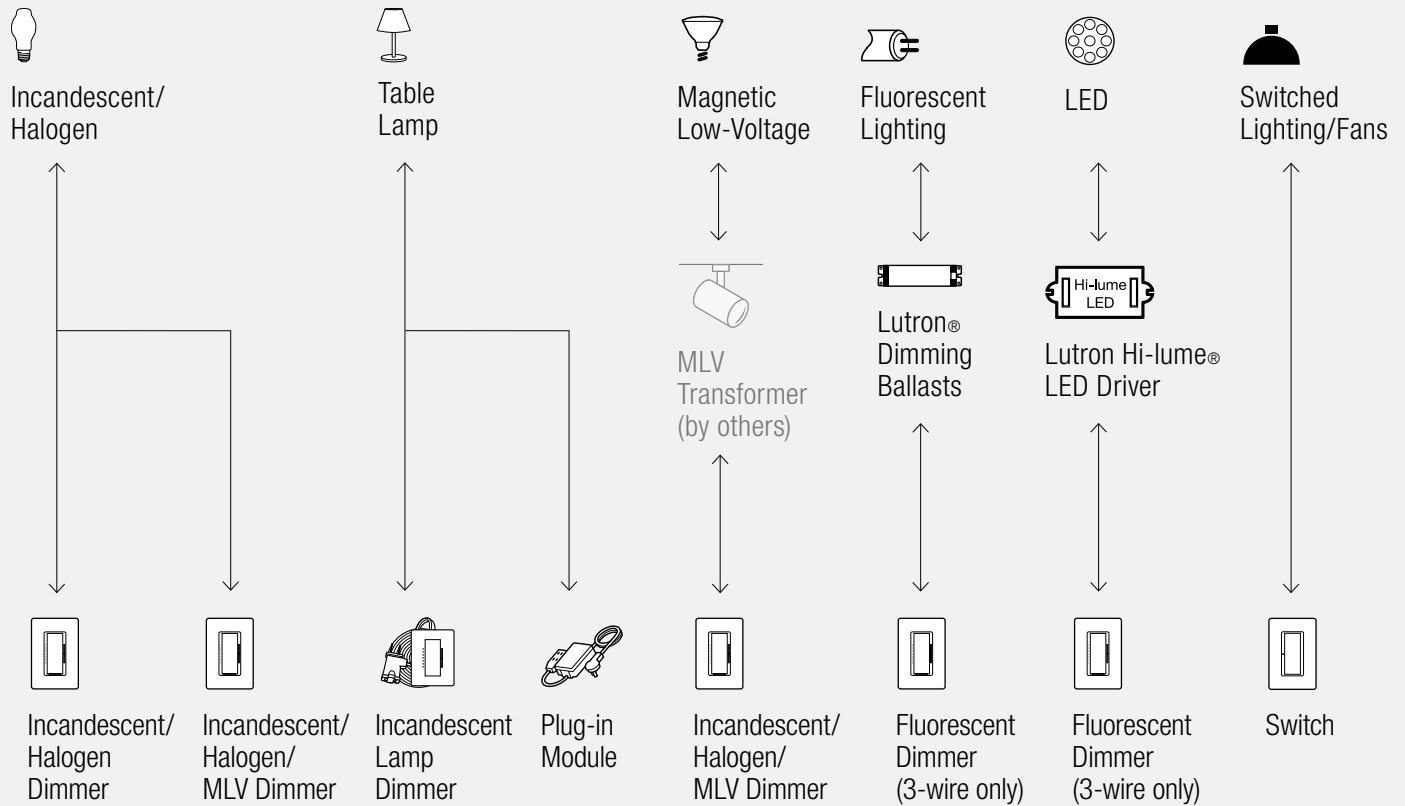 Incandescent/
Halogen
Table
Lamp
Magnetic
Low-Voltage
Fluorescent
Lighting
LED
Switched
Lighting/Fans
MLV
Transformer
(by others)
Lutron®
Dimming
Ballasts
Hi-lume
LED
Lutron Hi-lume®
LED Driver
Incandescent/
Halogen
Dimmer
Incandescent/
Halogen/
MLV Dimmer
Incandescent
Lamp
Dimmer
Plug-in
Module
Incandescent/
Halogen/
MLV Dimmer
Fluorescent
Dimmer
(3-wire only)
Fluorescent
Dimmer
(3-wire only)
Switch